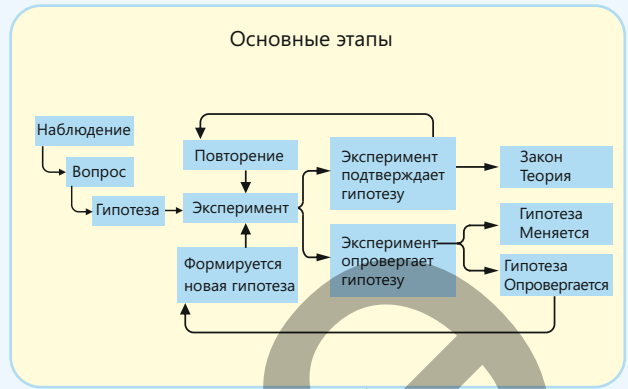 Основные этапы
Наблюдение
Вопрос
Гипотеза
Повторение
Эксперимент
Формируется
новая гипотеза
Эксперимент
подтверждает
гипотезу
Эксперимент
опровергает
гипотезу
Закон
Теория
Гипотеза
Меняется
Гипотеза
Опровергается